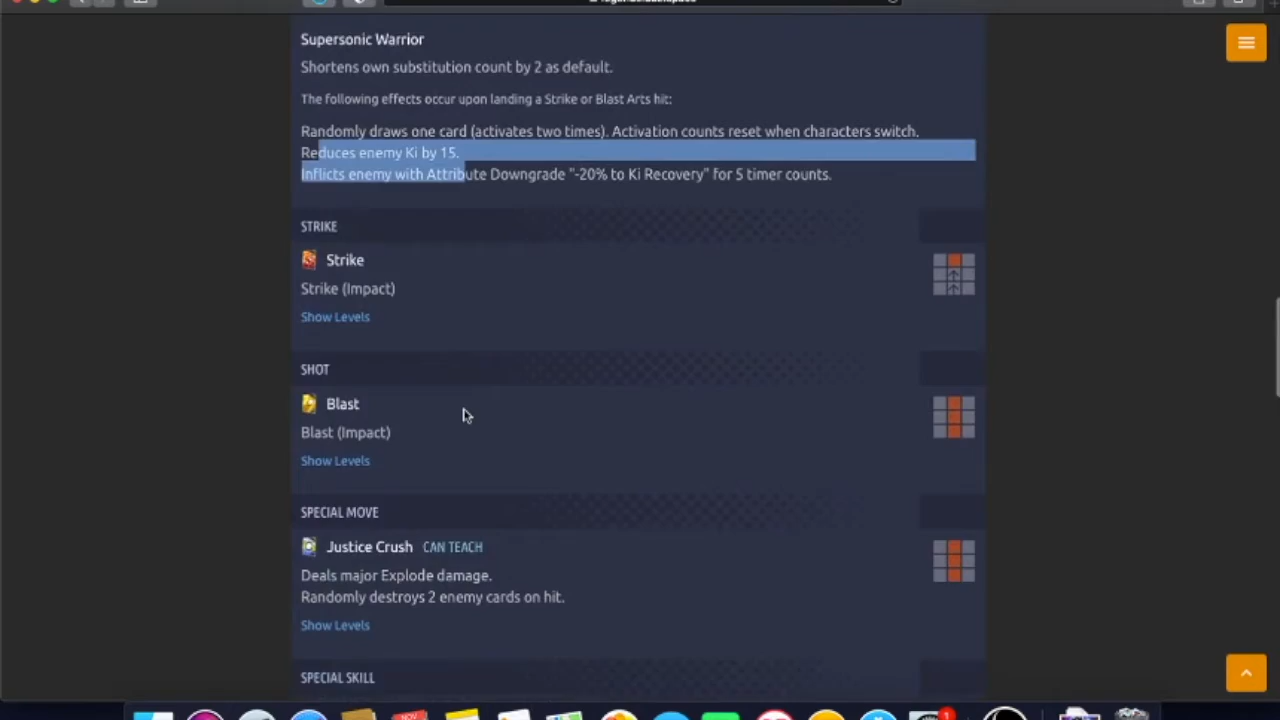 Supersonic Warrior
Shortens own substitution count by 2 as default.
The following effects occur upon landing a Strike or Blast Arts hit:
Randomly draws one card (activates two times). Activation counts reset when characters switch.
Reduces enemy Ki by 15.
Inflicts enemy with Attribute Downgrade "-20% to Ki Recovery" for 5 timer counts.
STRIKE
Strike
Strike (Impact)
Show Levels
SHOT
Blast
Blast (Impact)
Show Levels
SPECIAL MOVE
Justice Crush CAN TEACH
Deals major Explode damage.
Randomly destroys 2 enemy cards on hit.
Show Levels
SPECIAL SKILL
NOV
1